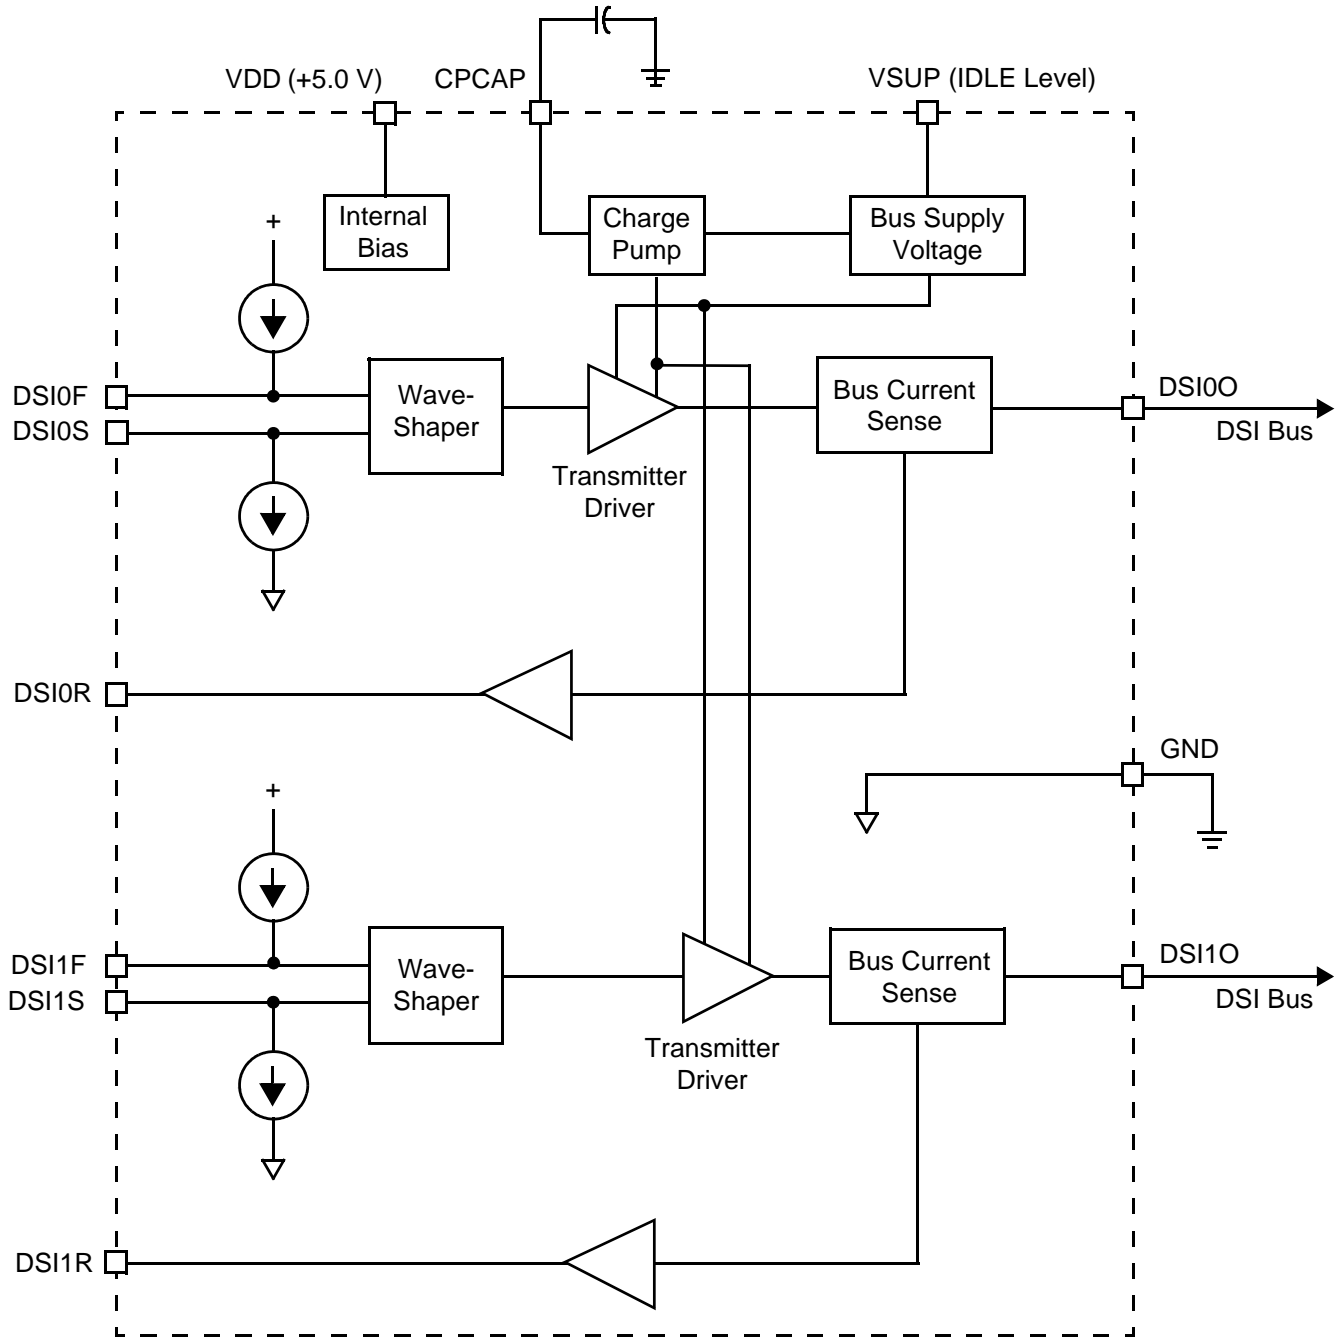 VDD (+5.0 V)
CPCAP
VSUP (IDLE Level)
Internal
Bias
Charge
Pump
Bus Supply
Voltage
+
DSI0F
DSI0S
Wave-
Shaper
Transmitter
Driver
Bus Current
Sense
DSI0O
DSI Bus
DSI0R
GND
+
DSI1F
DSI1S
Wave-
Shaper
Transmitter
Driver
Bus Current
Sense
DSI1O
DSI Bus
DSI1R